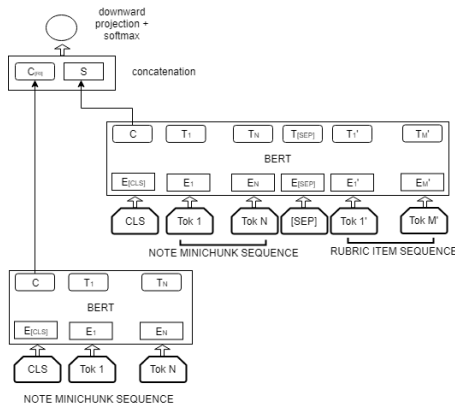 downward
projection +
softmax
C[FR] S
concatenation
C T1 TN T[SEP] T1' TM'
BERT
E[CLS] E1 EN E[SEP] E1' EM'
CLS Tok 1 Tok N [SEP] Tok 1' Tok M'
NOTE MINICHUNK SEQUENCE RUBRIC ITEM SEQUENCE
C T1 TN
BERT
E[CLS] E1 EN
CLS Tok 1 Tok N
NOTE MINICHUNK SEQUENCE